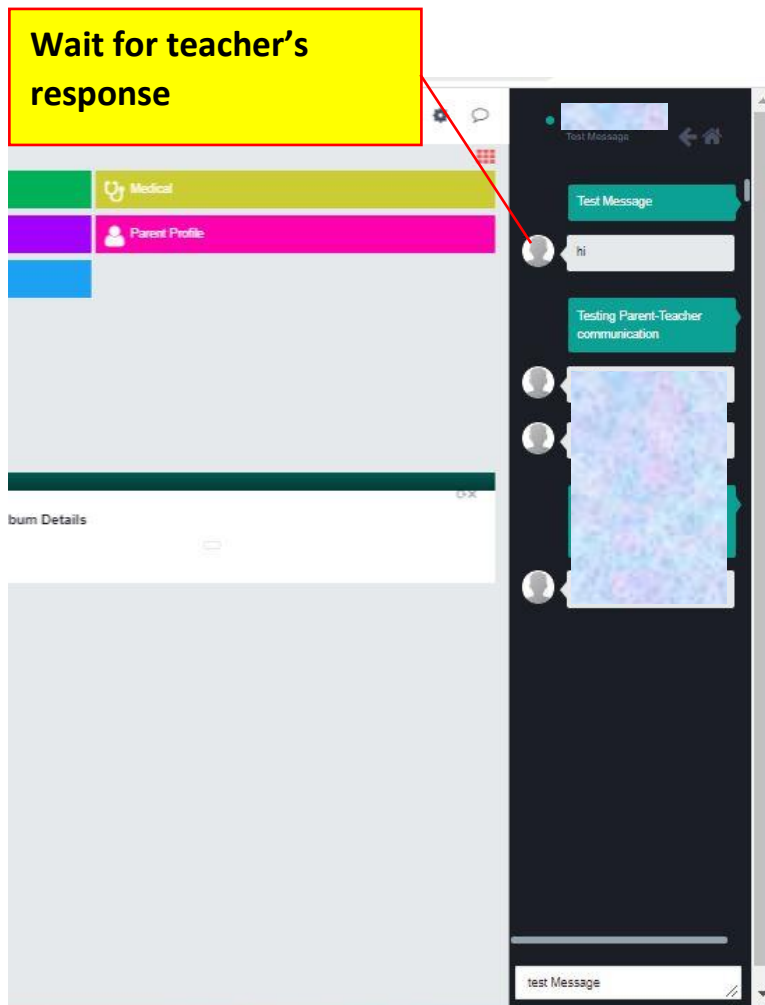 Wait for teacher’s
response
Test Message
Medical
Test Message
Parent Profile
hi
Testing Parent-Teacher
communication
bum Details
test Message